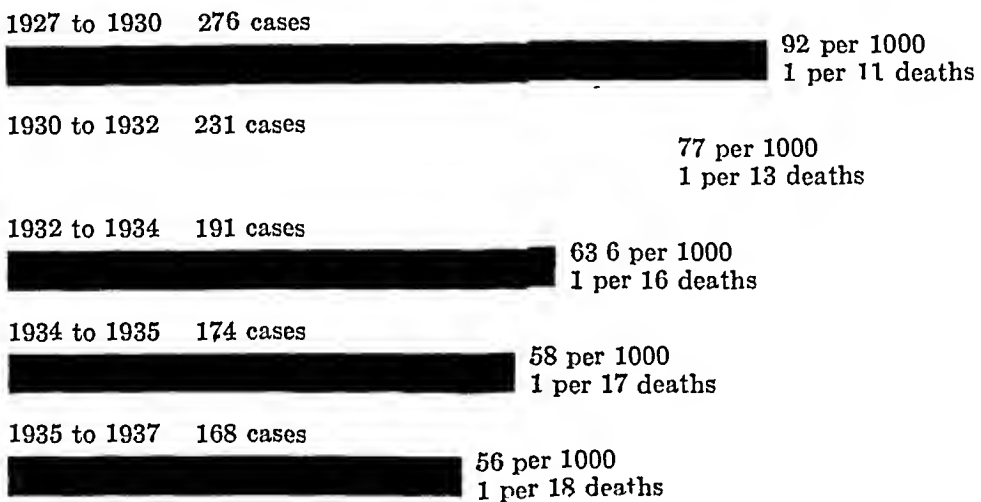 1927 to 1930 276 cases
92 per 1000
1 per 11 deaths
1930 to 1932 231 cases
77 per 1000
1 per 13 deaths
1932 to 1934 191 cases
63 6 per 1000
1 per 16 deaths
1934 to 1935 174 cases
58 per 1000
1 per 17 deaths
1935 to 1937 168 cases
56 per 1000
1 per 18 deaths